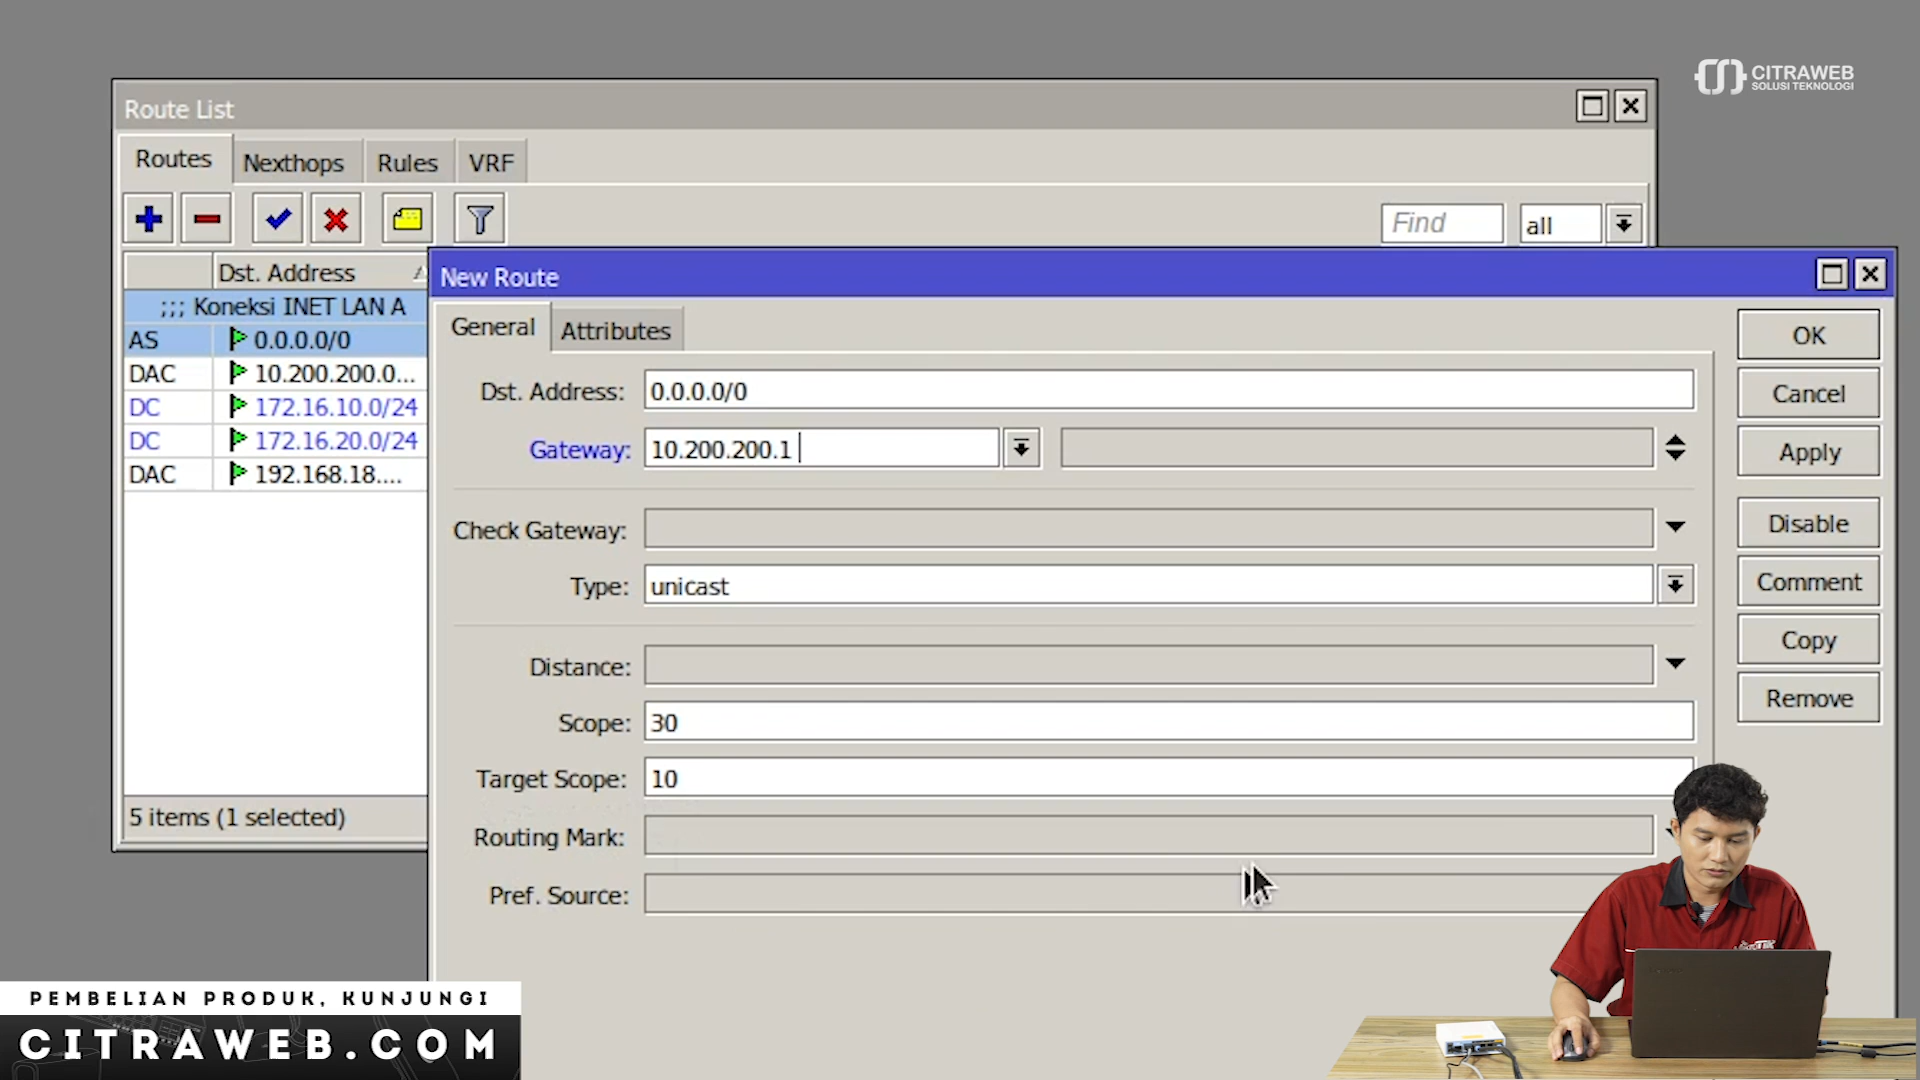 CITRAWEB
SOLUSI TEKNOLOGI
Route List
Routes Nexthops Rules VRF
Find all
Dst. Address
;;; Koneksi INET LAN A
AS 0.0.0.0/0
DAC 10.200.200.0...
DC 172.16.10.0/24
DC 172.16.20.0/24
DAC 192.168.18....
5 items (1 selected)
New Route
General Attributes
Dst. Address: 0.0.0.0/0
Gateway: 10.200.200.1
Check Gateway:
Type: unicast
Distance:
Scope: 30
Target Scope: 10
Routing Mark:
Pref. Source:
OK
Cancel
Apply
Disable
Comment
Copy
Remove
PEMBELIAN PRODUK, KUNJUNGI
CITRAWEB.COM